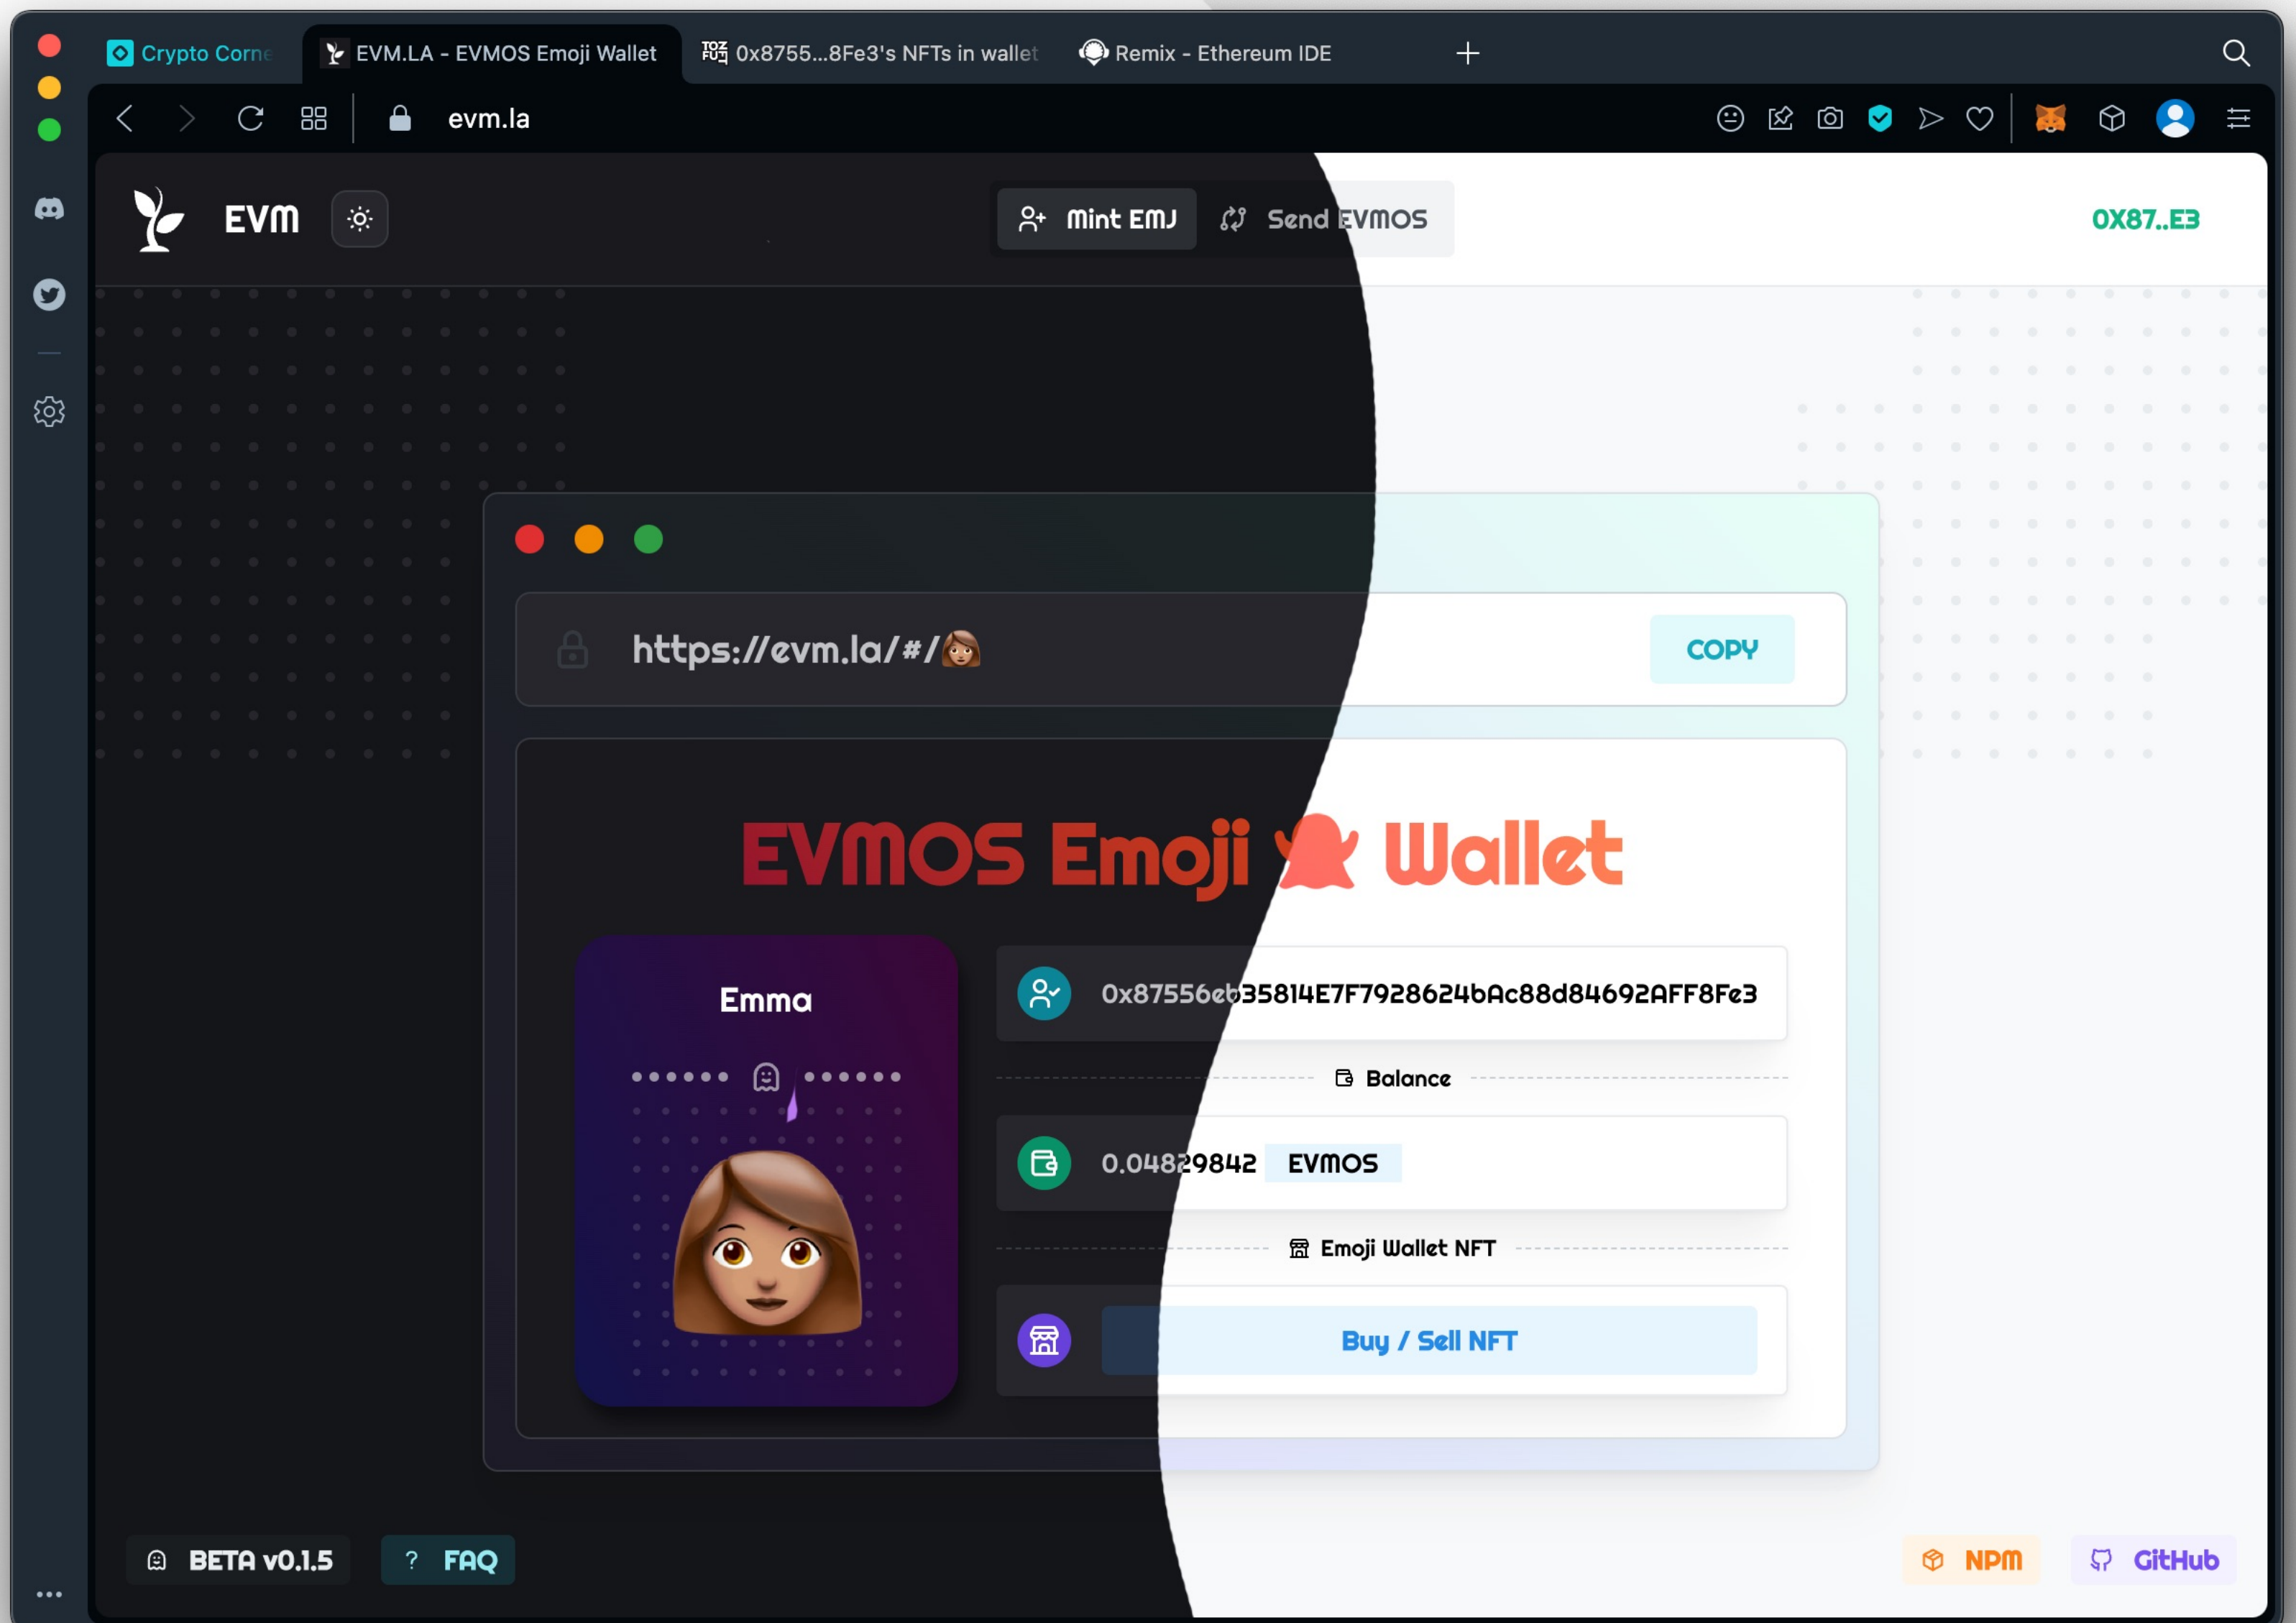 Crypto Corne
EVM.LA - EVMOS Emoji Wallet
0x8755...8Fe3's NFTs in wallet
Remix - Ethereum IDE
evm.la
EVM
Mint EMJ
Send EVMOS
0X87..E3
https://evm.la/#/👩🏽
COPY
EVMOS Emoji Wallet
Emma
0x87556eb35814E7F7928624bAc88d84692AFF8Fe3
Balance
0.04829842 EVMOS
Emoji Wallet NFT
Buy / Sell NFT
BETA v0.1.5
? FAQ
NPM
GitHub